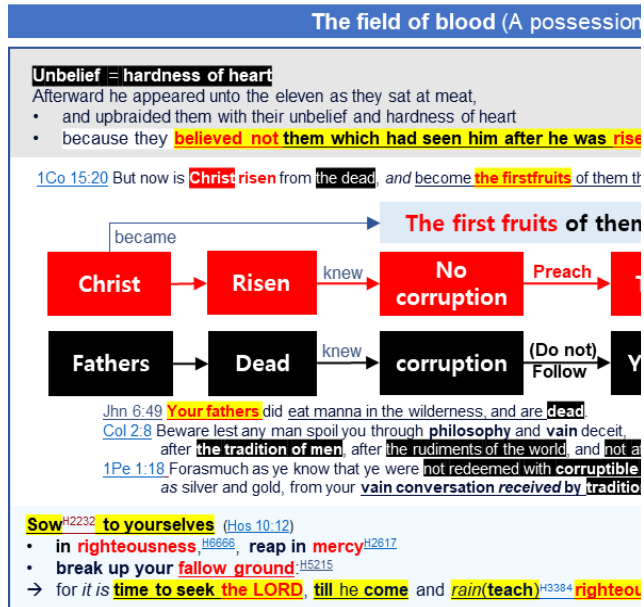 The field of blood (A possession
Unbelief = hardness of heart
Afterward he appeared unto the eleven as they sat at meat,
• and upbraided them with their unbelief and hardness of heart
• because they believed not them which had seen him after he was rise
1Co 15:20 But now is Christ risen from the dead, and become the firstfruits of them th
became
The first fruits of them
Christ
Risen
knew
No corruption
Preach
T
Fathers
Dead
knew
corruption
(Do not) Follow
Y
Jhn 6:49 Your fathers did eat manna in the wilderness, and are dead.
Col 2:8 Beware lest any man spoil you through philosophy and vain deceit,
after the tradition of men, after the rudiments of the world, and not a
1Pe 1:18 Forasmuch as ye know that ye were not redeemed with corruptible
as silver and gold, from your vain conversation received by tradition
Sow H2232 to yourselves (Hos 10:12)
• in righteousness, H6666, reap in mercy H2617
• break up your fallow ground: H5215
→ for it is time to seek the LORD, till he come and rain(teach) H3384 righteou